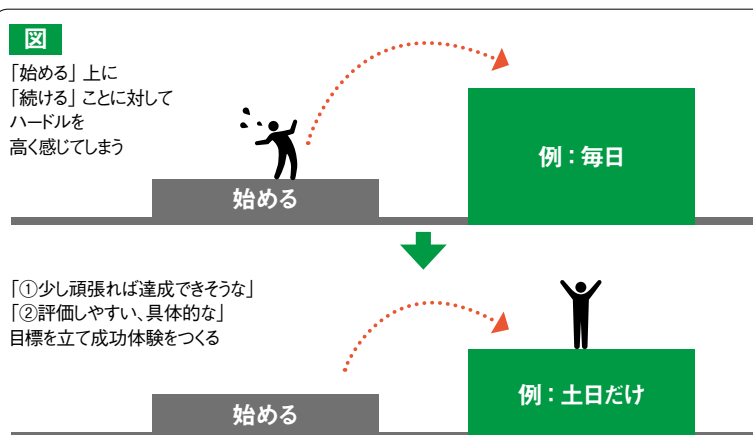 図
「始める」上に
「続ける」ことに対して
ハードルを
高く感じてしまう
始める
例：毎日
「①少し頑張れば達成できそうな」
「②評価しやすい、具体的な」
目標を立て成功体験をつくる
始める
例：土日だけ